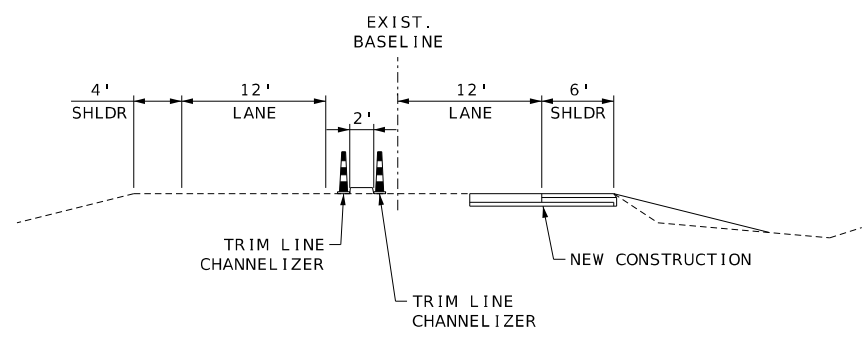 EXIST.
BASELINE
4'
SHLDR
12'
LANE
2'
12'
LANE
6'
SHLDR
TRIM LINE
CHANNELIZER
NEW CONSTRUCTION
TRIM LINE
CHANNELIZER